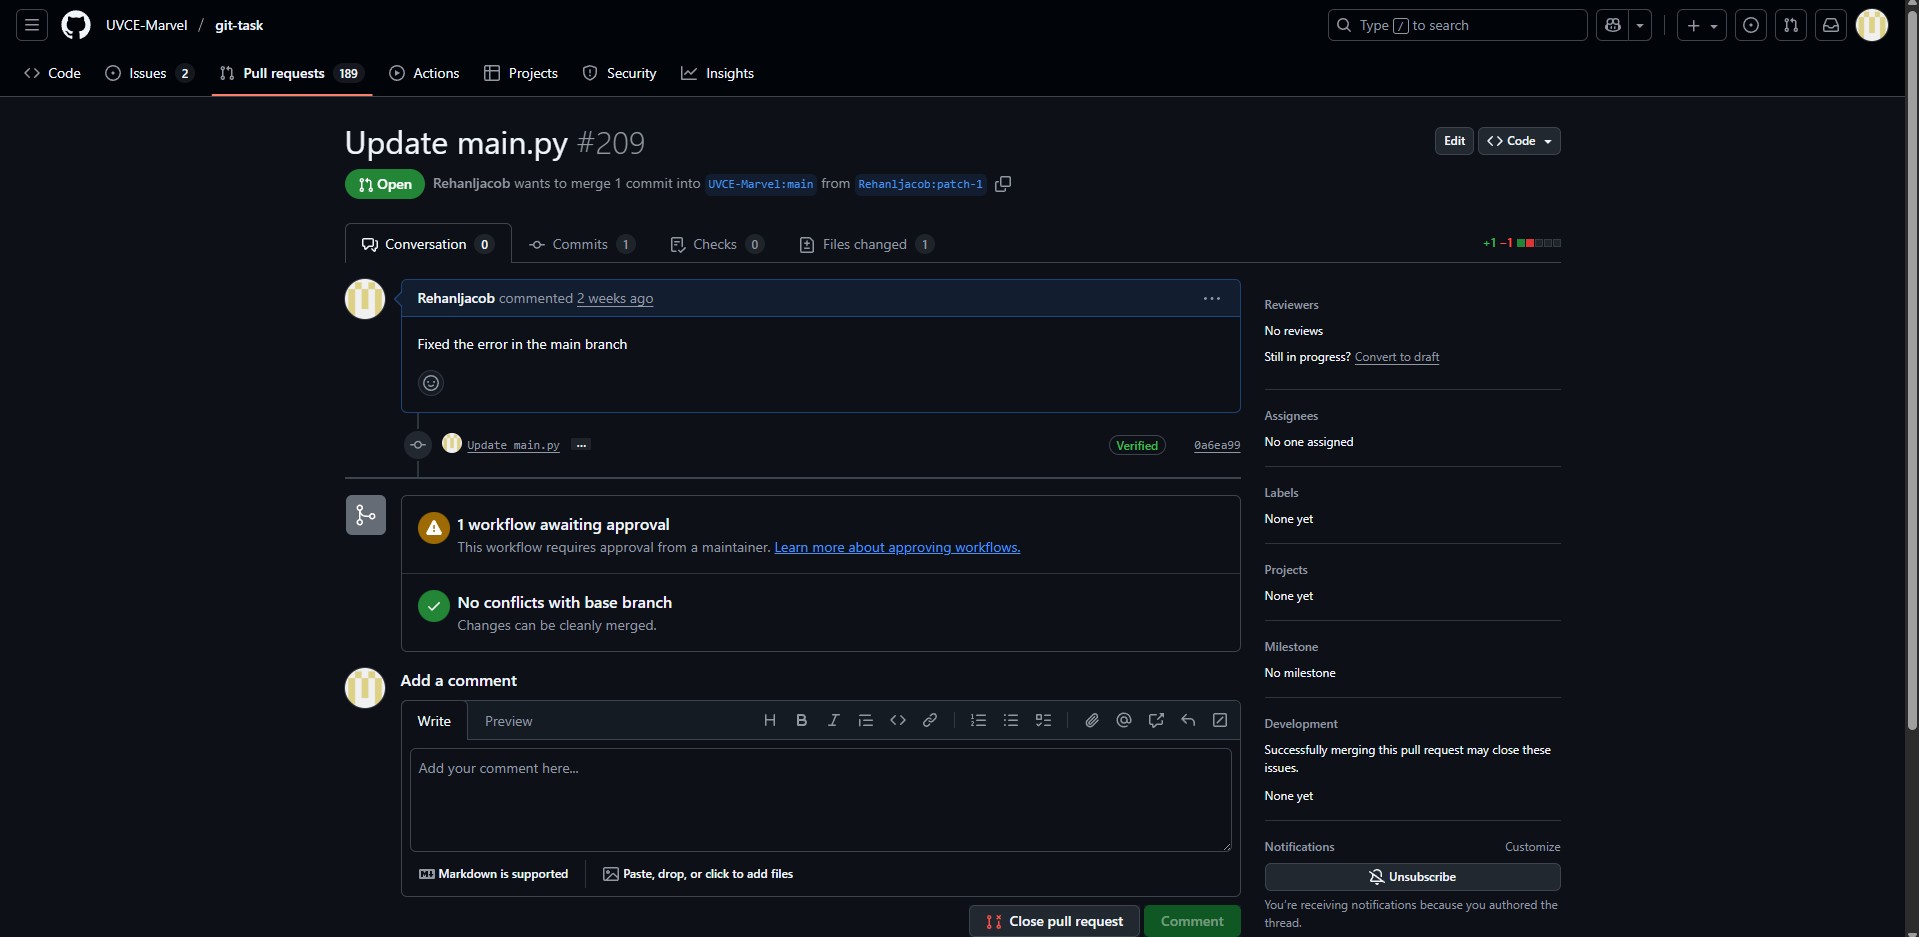 UVCE-Marvel / git-task
Type / to search
Code Issues 2 Pull requests 189 Actions Projects Security Insights
Update main.py #209
Edit Code
Open Rehanljacob wants to merge 1 commit into UVCE-Marvel:main from Rehanljacob:patch-1
Conversation 0 Commits 1 Checks 0 Files changed 1 +1 −1
Rehanljacob commented 2 weeks ago
Fixed the error in the main branch
Update main.py ... Verified 0a6ea99
1 workflow awaiting approval
This workflow requires approval from a maintainer. Learn more about approving workflows.
No conflicts with base branch
Changes can be cleanly merged.
Add a comment
Write Preview
Add your comment here...
Markdown is supported Paste, drop, or click to add files
Close pull request Comment
Reviewers
No reviews
Still in progress? Convert to draft
Assignees
No one assigned
Labels
None yet
Projects
None yet
Milestone
No milestone
Development
Successfully merging this pull request may close these
issues.
None yet
Notifications Customize
Unsubscribe
You're receiving notifications because you authored the
thread.